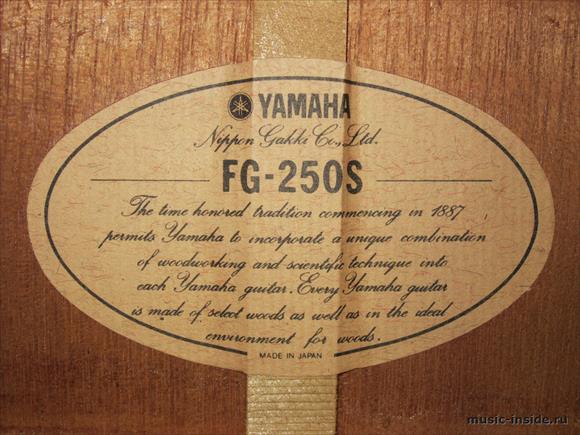 YAMAHA
Nippon Gakki Co., Ltd.
FG-250S
The time honored tradition commencing in 1887
permits Yamaha to incorporate a unique combination
of woodworking and scientific technique into
each Yamaha guitar. Every Yamaha guitar
is made of select woods as well as in the ideal
environment for woods.
MADE IN JAPAN
music-inside.ru